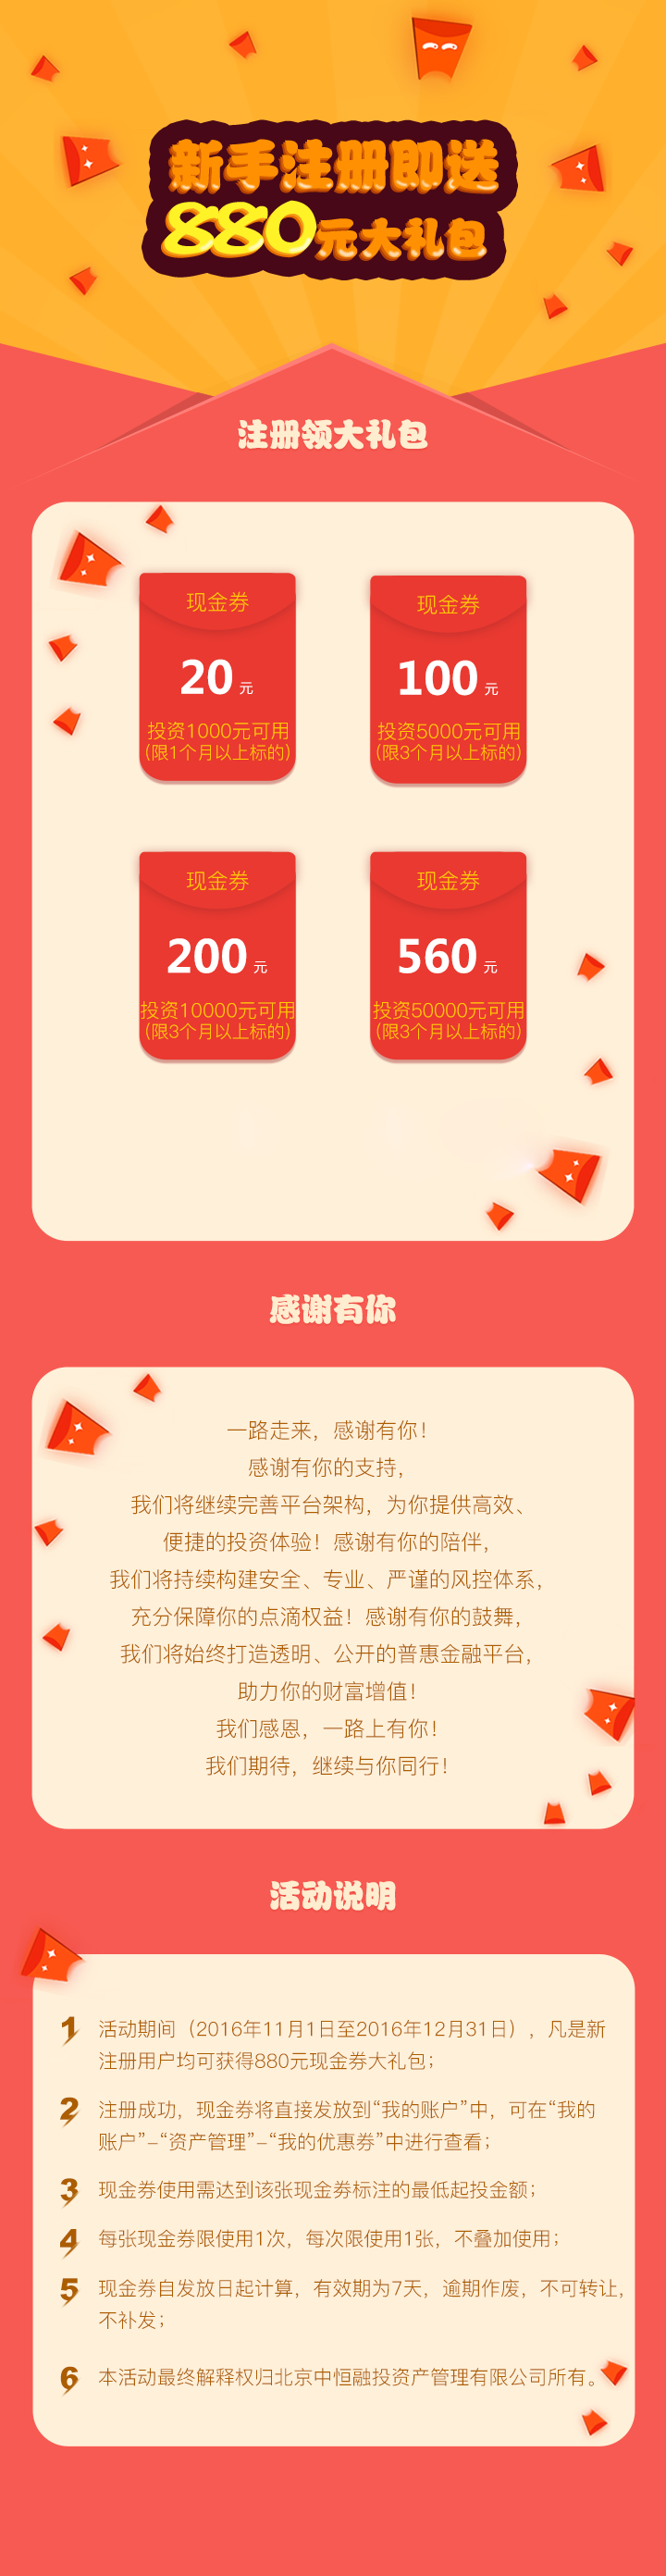 新手注册即送
880元大礼包
注册领大礼包
现金券
20元
投资1000元可用
(限1个月以上标的)
现金券
100元
投资5000元可用
(限3个月以上标的)
现金券
200元
投资10000元可用
(限3个月以上标的)
现金券
560元
投资50000元可用
(限3个月以上标的)
感谢有你
一路走来，感谢有你！
感谢有你的支持，
我们将继续完善平台架构，为你提供高效、
便捷的投资体验！感谢有你的陪伴，
我们将持续构建安全、专业、严谨的风控体系，
充分保障你的点滴权益！感谢有你的鼓舞，
我们将始终打造透明、公开的普惠金融平台，
助力你的财富增值！
我们感恩，一路上有你！
我们期待，继续与你同行！
活动说明
1 活动期间（2016年11月1日至2016年12月31日），凡是新
注册用户均可获得880元现金券大礼包；
2 注册成功，现金券将直接发放到“我的账户”中，可在“我的
账户”–“资产管理”–“我的优惠券”中进行查看；
3 现金券使用需达到该张现金券标注的最低起投金额；
4 每张现金券限使用1次，每次限使用1张，不叠加使用；
5 现金券自发放日起计算，有效期为7天，逾期作废，不可转让，
不补发；
6 本活动最终解释权归北京中恒融投资产管理有限公司所有。